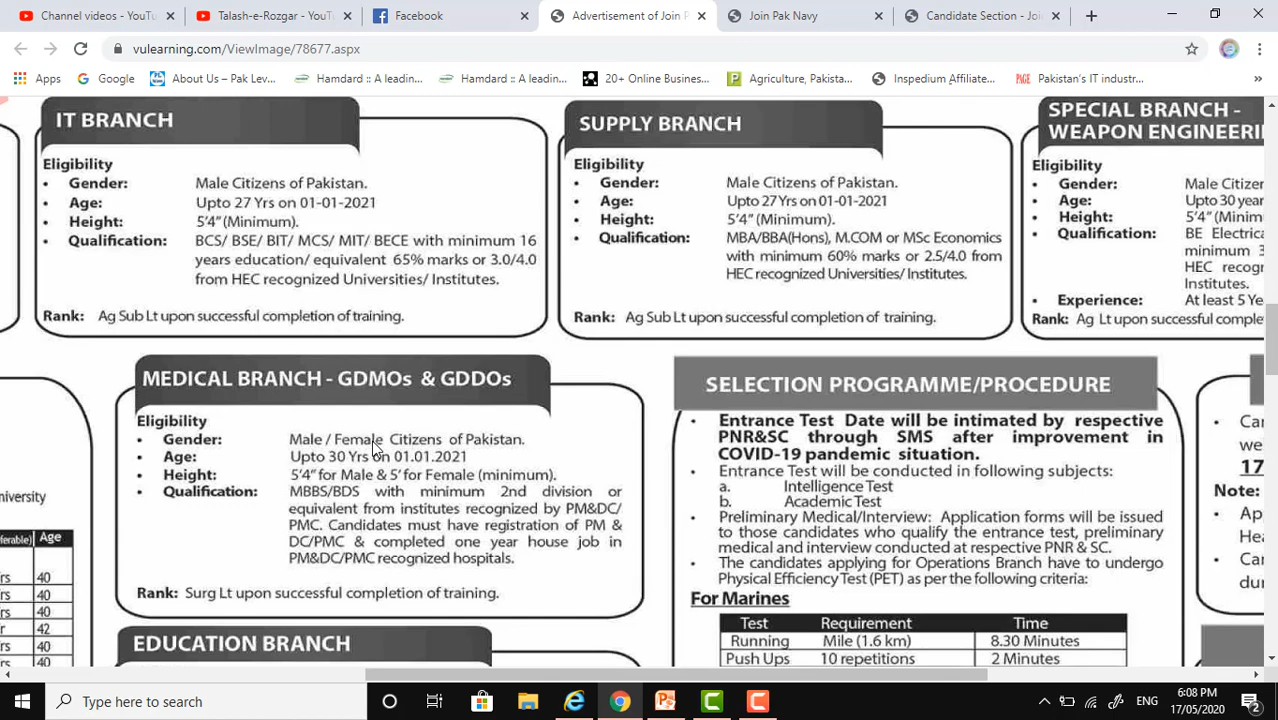 Channel videos - YouTu
Talash-e-Rozgar - YouTu
Facebook
Advertisement of Join P
Join Pak Navy
Candidate Section - Joi
vulearning.com/ViewImage/78677.aspx
Apps
Google
About Us – Pak Lev...
Hamdard :: A leadin...
Hamdard :: A leadin...
20+ Online Busines...
Agriculture, Pakista...
Inspedium Affiliate...
Pakistan's IT industr...
»
IT BRANCH
Eligibility
• Gender: Male Citizens of Pakistan.
• Age: Upto 27 Yrs on 01-01-2021
• Height: 5'4" (Minimum).
• Qualification: BCS/ BSE/ BIT/ MCS/ MIT/ BECE with minimum 16
years education/ equivalent 65% marks or 3.0/4.0
from HEC recognized Universities/ Institutes.
Rank: Ag Sub Lt upon successful completion of training.
SUPPLY BRANCH
Eligibility
• Gender: Male Citizens of Pakistan.
• Age: Upto 27 Yrs on 01-01-2021
• Height: 5'4" (Minimum).
• Qualification: MBA/BBA(Hons), M.COM or MSc Economics
with minimum 60% marks or 2.5/4.0 from
HEC recognized Universities/ Institutes.
Rank: Ag Sub Lt upon successful completion of training.
SPECIAL BRANCH -
WEAPON ENGINEERI
Eligibility
• Gender: Male Citizer
• Age: Upto 30 year
• Height: 5'4" (Minim
• Qualification: BE Electrica
minimum 3
HEC recogr
Institutes.
• Experience: At least 5 Ye
Rank: Ag Lt upon successful comple
niversity
ferable) Age
rs 40
rs 40
rs 40
r 42
rs 40
rs 40
MEDICAL BRANCH - GDMOs & GDDOs
Eligibility
• Gender: Male / Female Citizens of Pakistan.
• Age: Upto 30 Yrs on 01.01.2021
• Height: 5'4" for Male & 5' for Female (minimum).
• Qualification: MBBS/BDS with minimum 2nd division or
equivalent from institutes recognized by PM&DC/
PMC. Candidates must have registration of PM &
DC/PMC & completed one year house job in
PM&DC/PMC recognized hospitals.
Rank: Surg Lt upon successful completion of training.
EDUCATION BRANCH
SELECTION PROGRAMME/PROCEDURE
• Entrance Test Date will be intimated by respective
PNR&SC through SMS after improvement in
COVID-19 pandemic situation.
• Entrance Test will be conducted in following subjects:
a. Intelligence Test
b. Academic Test
• Preliminary Medical/Interview: Application forms will be issued
to those candidates who qualify the entrance test, preliminary
medical and interview conducted at respective PNR & SC.
• The candidates applying for Operations Branch have to undergo
Physical Efficiency Test (PET) as per the following criteria:
For Marines
Test Requirement Time
Running Mile (1.6 km) 8.30 Minutes
Push Ups 10 repetitions 2 Minutes
• Car
we
17
Note:
• Ap
Hea
• Car
du
Type here to search
ENG
6:08 PM
17/05/2020
2